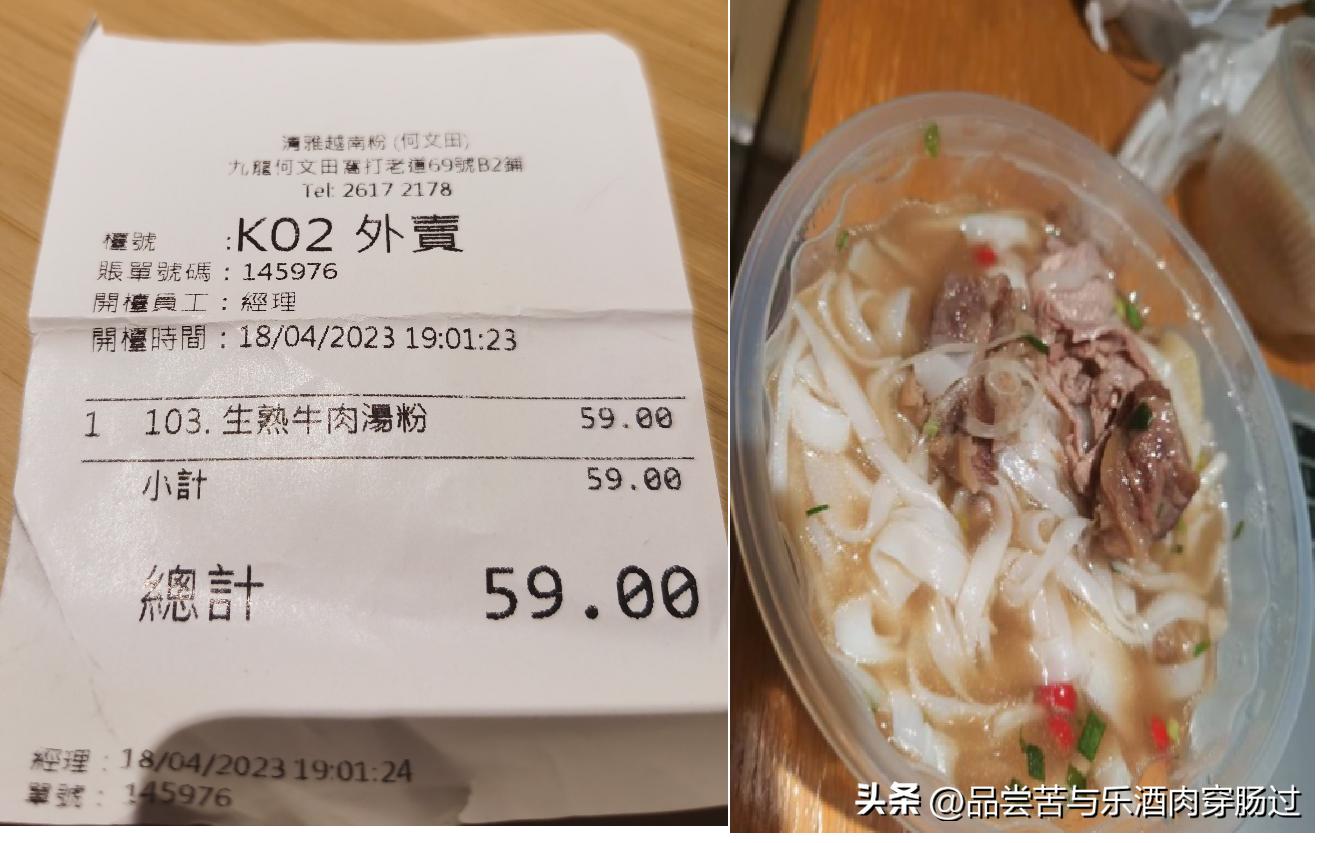 清雅越南粉 (何文田)
九龍何文田窩打老道69號B2鋪
Tel: 2617 2178
檯號 :K02 外賣
賬單號碼 : 145976
開檯員工 : 經理
開檯時間 : 18/04/2023 19:01:23
1 103. 生熟牛肉湯粉 59.00
小計 59.00
總計 59.00
經理 : 18/04/2023 19:01:24
單號 : 145976
头条 @品尝苦与乐酒肉穿肠过